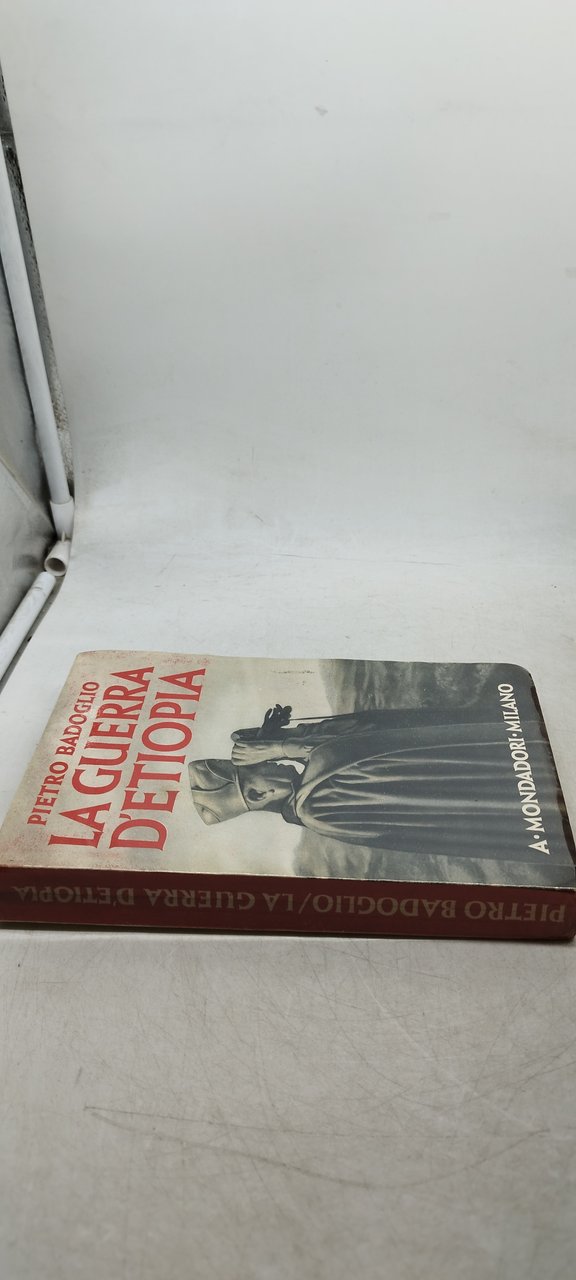 PIETRO BADOGLIO
LA GUERRA
D'ETIOPIA
A · MONDADORI · MILANO
PIETRO BADOGLIO/LA GUERRA D'ETIOPIA